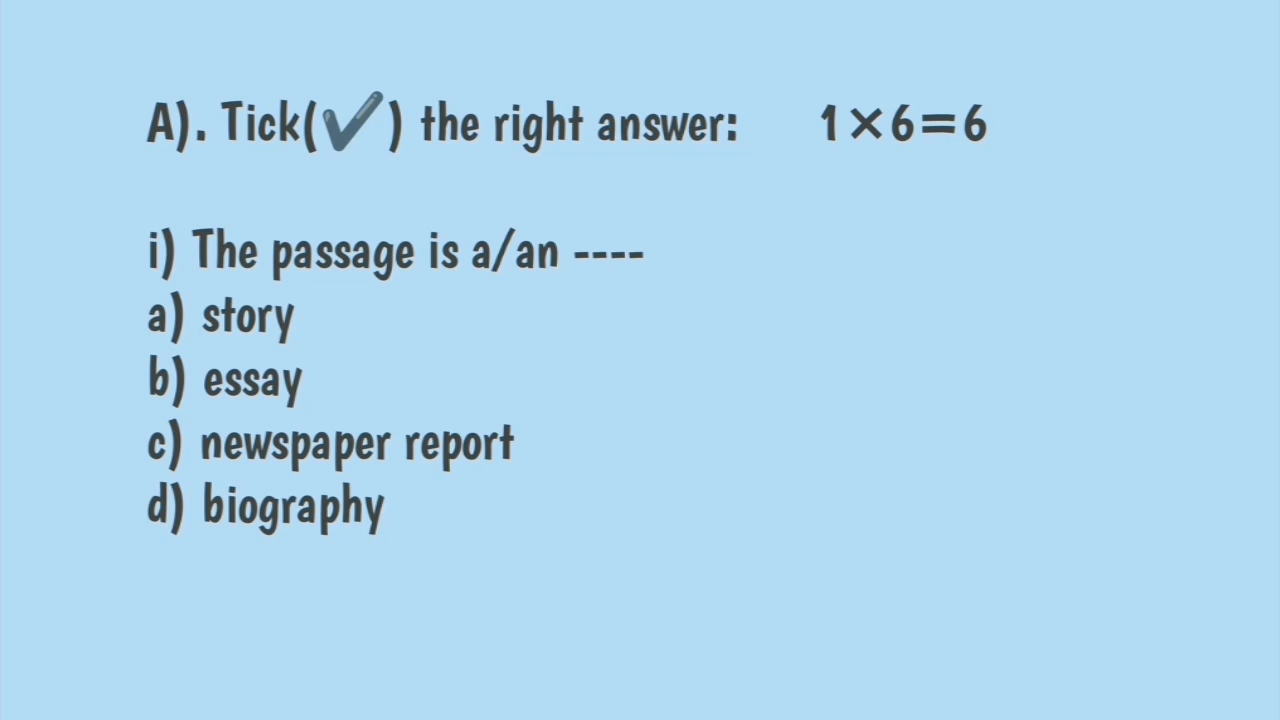 A). Tick(✔) the right answer: 1×6=6
i) The passage is a/an ----
a) story
b) essay
c) newspaper report
d) biography